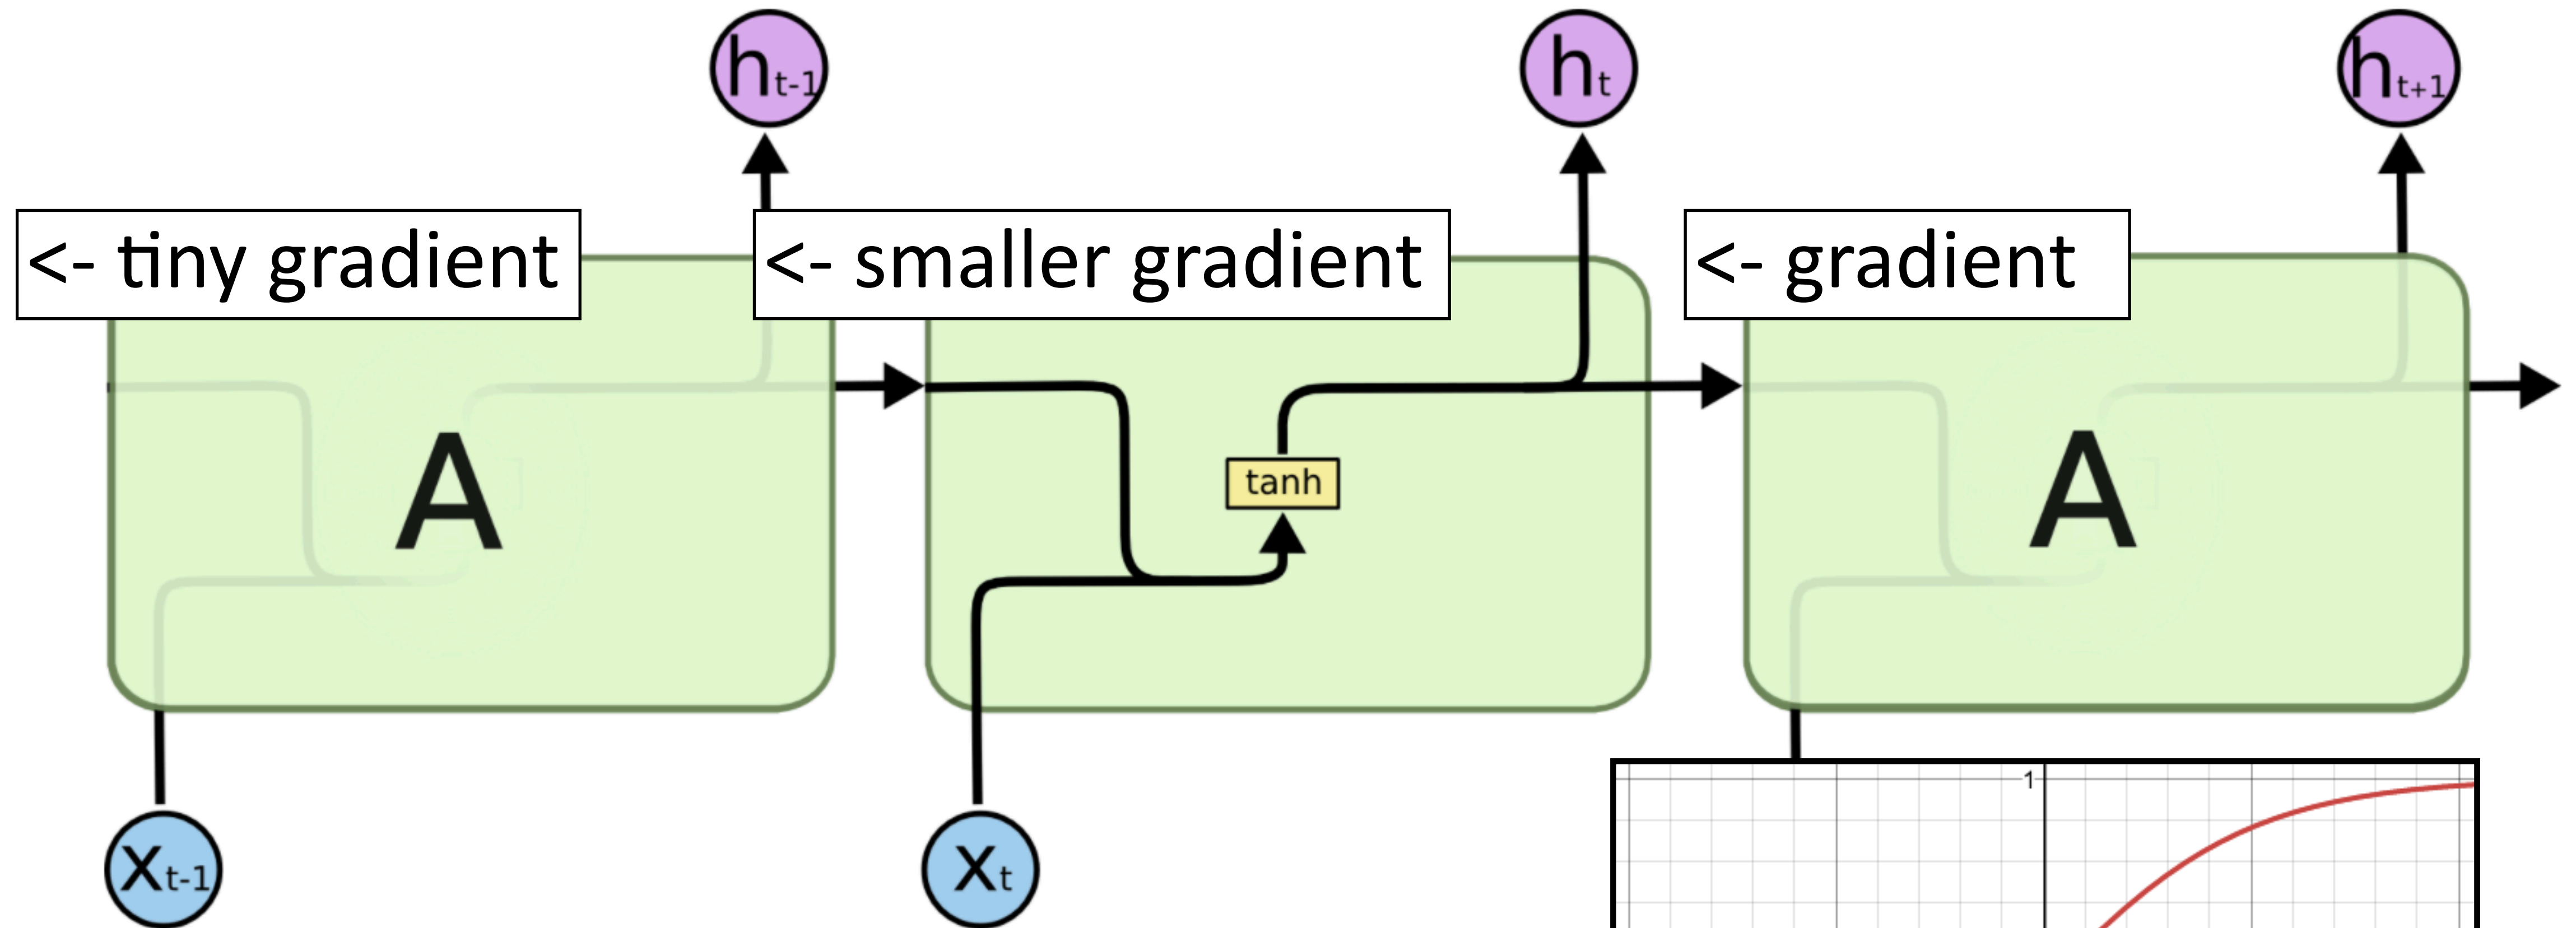 h t-1
h t
h t+1
<- tiny gradient
<- smaller gradient
<- gradient
A
tanh
A
1
x t-1
x t